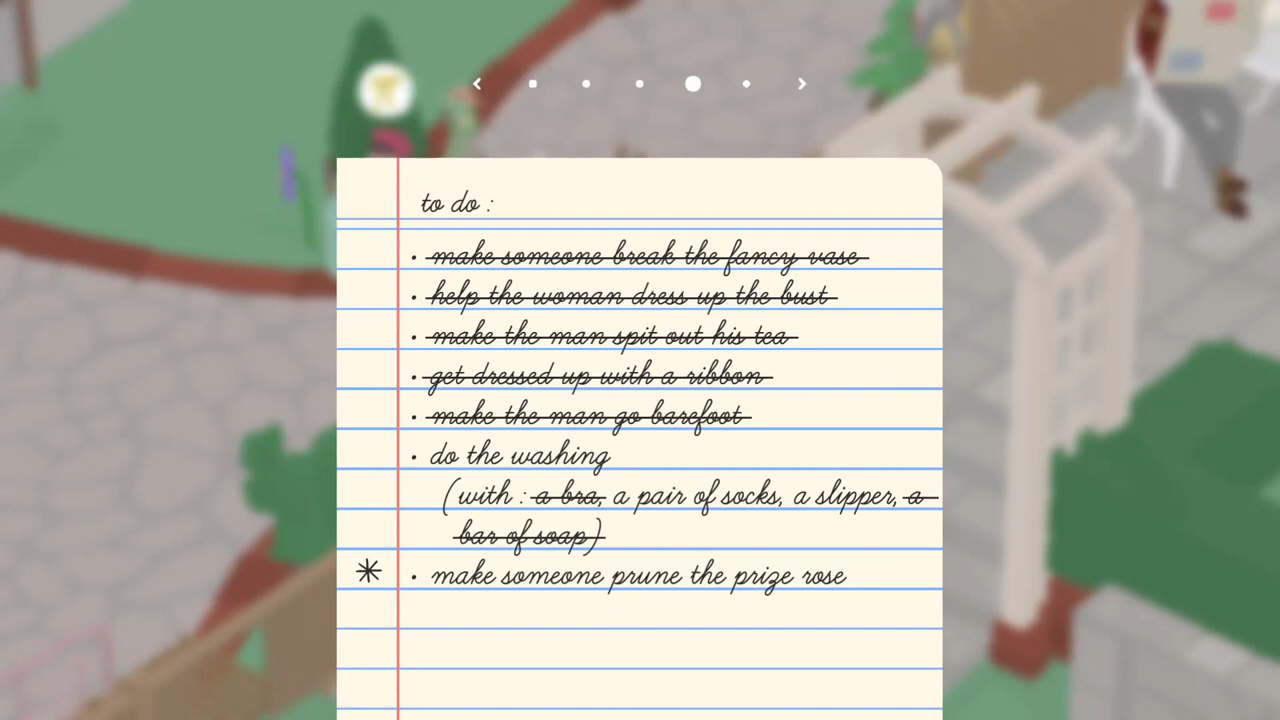 to do :
• make someone break the fancy vase
• help the woman dress up the bust
• make the man spit out his tea
• get dressed up with a ribbon
• make the man go barefoot
• do the washing
(with : a bra, a pair of socks, a slipper, a
bar of soap)
• make someone prune the prize rose